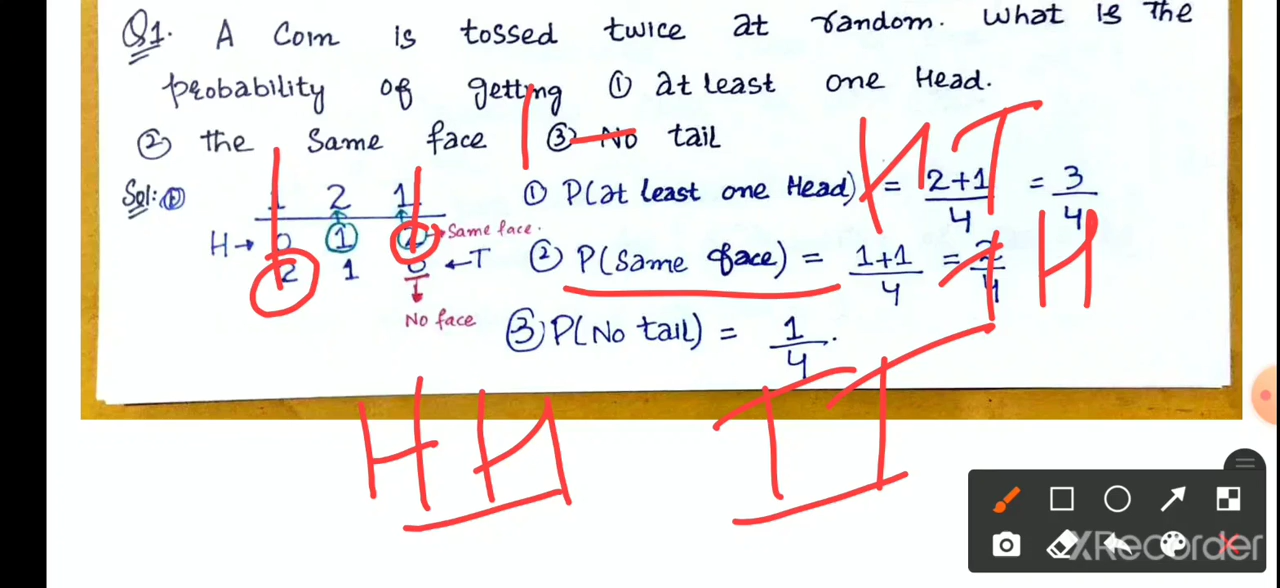 Q1. A Coin is tossed twice at random. What is the
probability of getting ① at least one Head.
② the Same face ③ No tail
Sol:- ①
1 2 1
H→ 0 1 2 → Same face.
2 1 0 ← T
No face
① P(at least one Head) = 2+1/4 = 3/4
② P(Same face) = 1+1/4 = 2/4
③ P(No tail) = 1/4.
HT
TH
HH TT
XRecorder